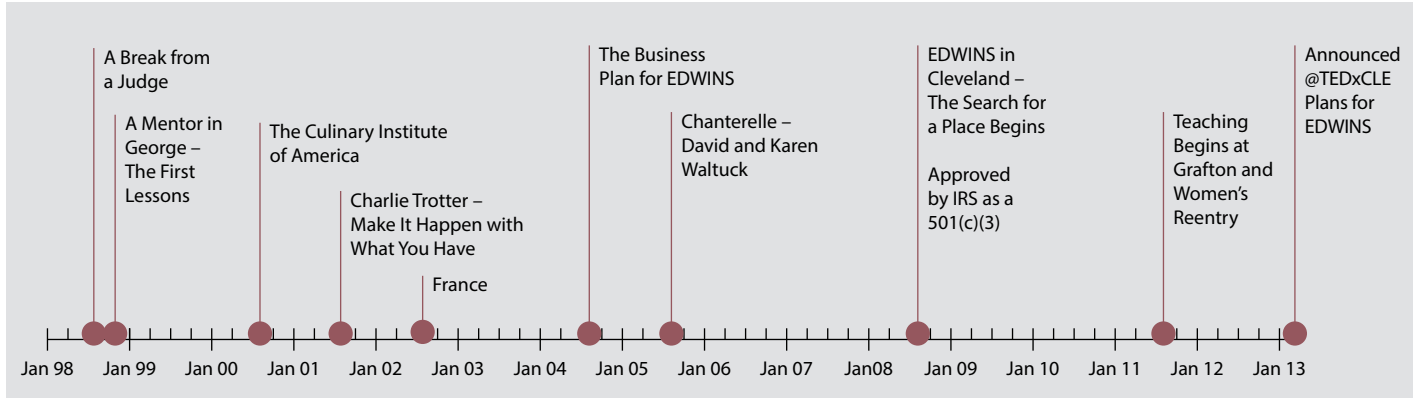 A Break from
a Judge
A Mentor in
George –
The First
Lessons
The Culinary Institute
of America
Charlie Trotter –
Make It Happen with
What You Have
France
The Business
Plan for EDWINS
Chanterelle –
David and Karen
Waltuck
EDWINS in
Cleveland –
The Search for
a Place Begins
Approved
by IRS as a
501(c)(3)
Teaching
Begins at
Grafton and
Women’s
Reentry
Announced
@TEDxCLE
Plans for
EDWINS
Jan 98 Jan 99 Jan 00 Jan 01 Jan 02 Jan 03 Jan 04 Jan 05 Jan 06 Jan 07 Jan08 Jan 09 Jan 10 Jan 11 Jan 12 Jan 13